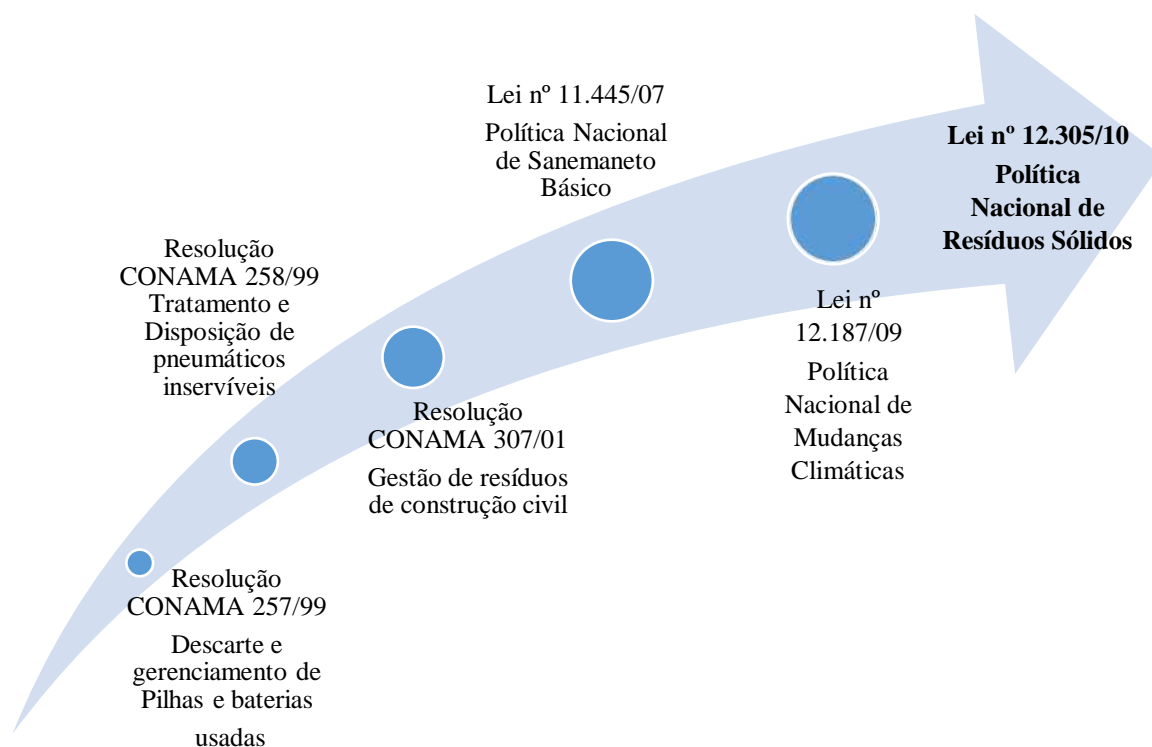 Resolução
CONAMA 257/99
Descarte e
gerenciamento de
Pilhas e baterias
usadas
Resolução
CONAMA 258/99
Tratamento e
Disposição de
pneumáticos
inservíveis
Resolução
CONAMA 307/01
Gestão de resíduos
de construção civil
Lei nº 11.445/07
Política Nacional
de Sanemaneto
Básico
Lei nº
12.187/09
Política
Nacional de
Mudanças
Climáticas
Lei nº 12.305/10
Política
Nacional de
Resíduos Sólidos